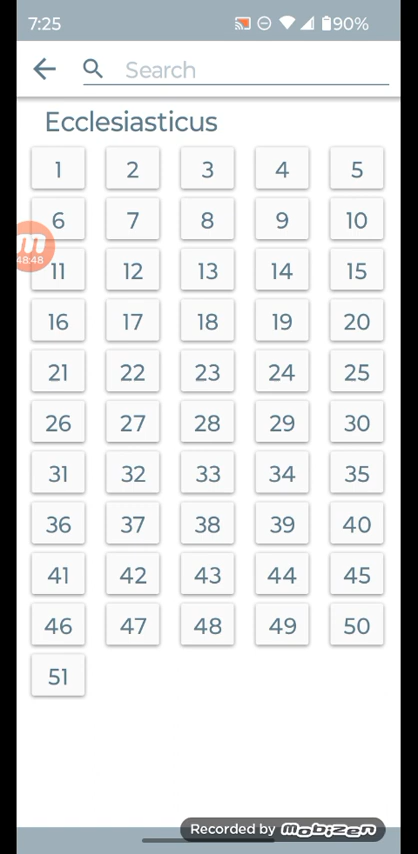 7:25 90%
Search
Ecclesiasticus
1 2 3 4 5
6 7 8 9 10
m
48:48
11 12 13 14 15
16 17 18 19 20
21 22 23 24 25
26 27 28 29 30
31 32 33 34 35
36 37 38 39 40
41 42 43 44 45
46 47 48 49 50
51
Recorded by mobizen